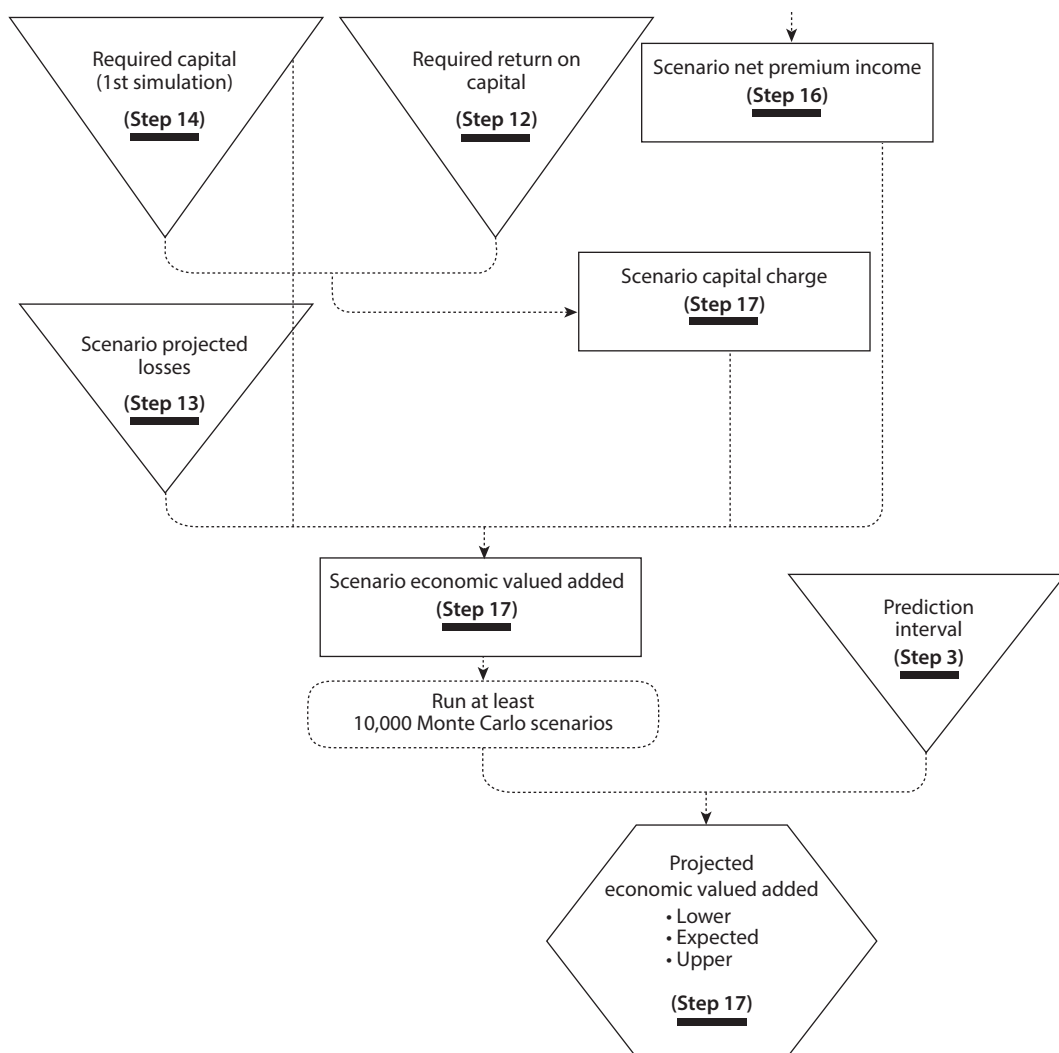 Required capital
(1st simulation)
(Step 14)
Required return on
capital
(Step 12)
Scenario net premium income
(Step 16)
Scenario capital charge
(Step 17)
Scenario projected
losses
(Step 13)
Scenario economic valued added
(Step 17)
Prediction
interval
(Step 3)
Run at least
10,000 Monte Carlo scenarios
Projected
economic valued added
• Lower
• Expected
• Upper
(Step 17)